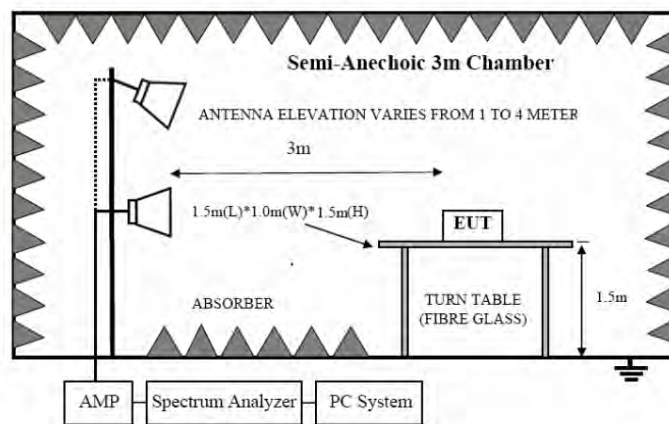 Semi-Anechoic 3m Chamber
ANTENNA ELEVATION VARIES FROM 1 TO 4 METER
3m
1.5m(L)*1.0m(W)*1.5m(H)
EUT
ABSORBER
TURN TABLE
(FIBRE GLASS)
1.5m
AMP
Spectrum Analyzer
PC System